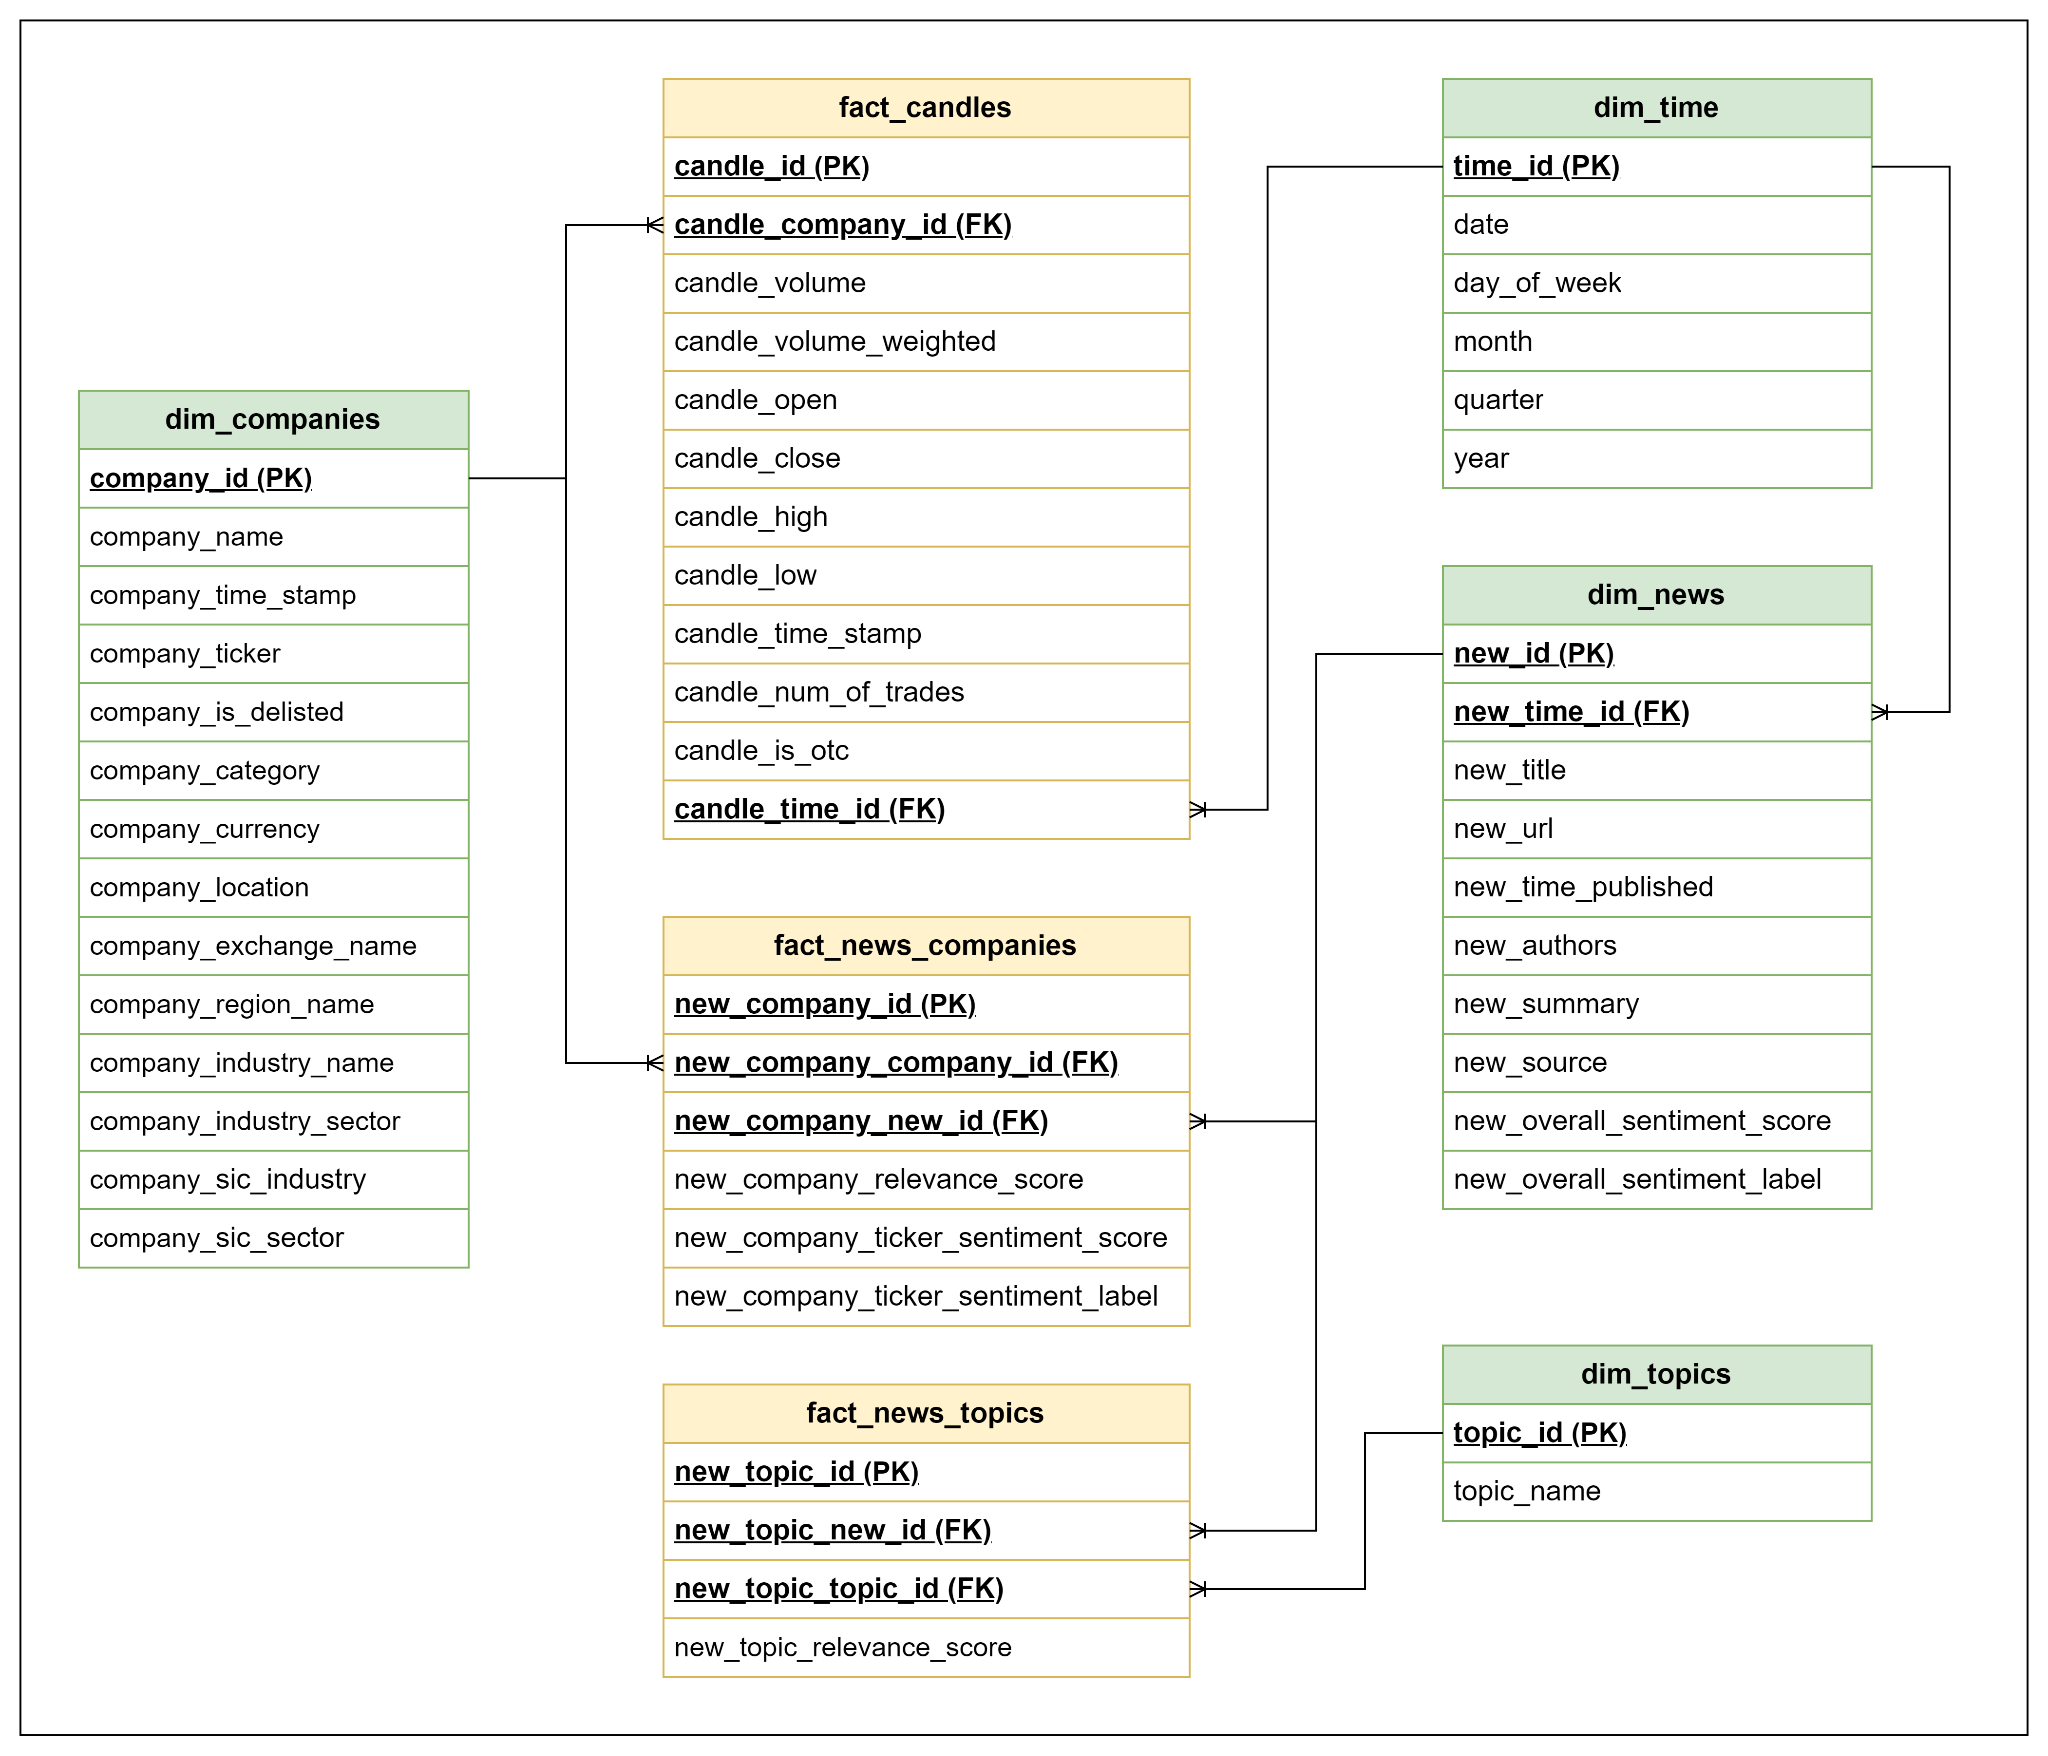 fact_candles
candle_id (PK)
candle_company_id (FK)
candle_volume
candle_volume_weighted
candle_open
candle_close
candle_high
candle_low
candle_time_stamp
candle_num_of_trades
candle_is_otc
candle_time_id (FK)
dim_time
time_id (PK)
date
day_of_week
month
quarter
year
dim_companies
company_id (PK)
company_name
company_time_stamp
company_ticker
company_is_delisted
company_category
company_currency
company_location
company_exchange_name
company_region_name
company_industry_name
company_industry_sector
company_sic_industry
company_sic_sector
dim_news
new_id (PK)
new_time_id (FK)
new_title
new_url
new_time_published
new_authors
new_summary
new_source
new_overall_sentiment_score
new_overall_sentiment_label
fact_news_companies
new_company_id (PK)
new_company_company_id (FK)
new_company_new_id (FK)
new_company_relevance_score
new_company_ticker_sentiment_score
new_company_ticker_sentiment_label
fact_news_topics
new_topic_id (PK)
new_topic_new_id (FK)
new_topic_topic_id (FK)
new_topic_relevance_score
dim_topics
topic_id (PK)
topic_name